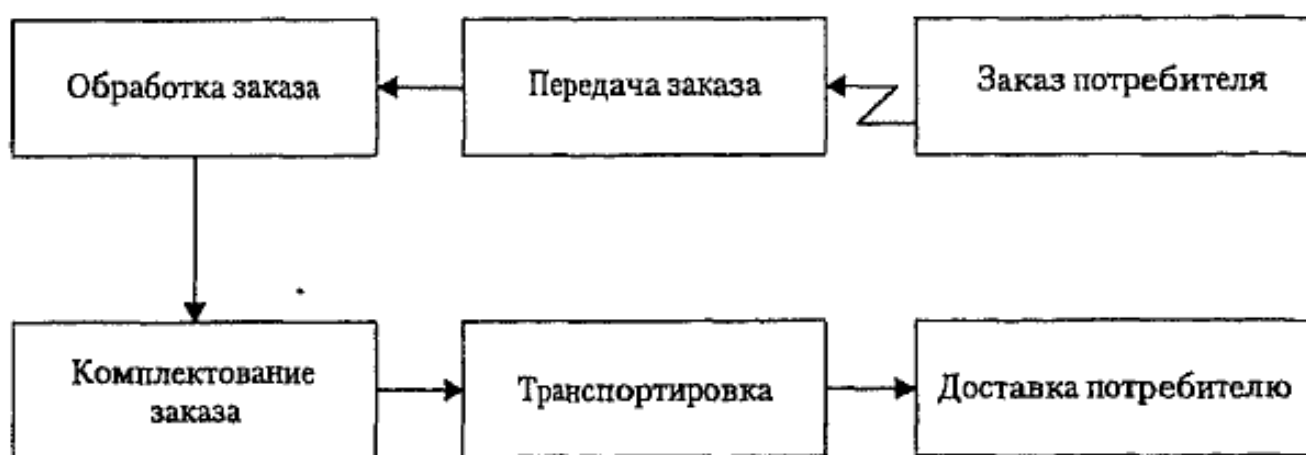 Обработка заказа
Передача заказа
Заказ потребителя
Комплектование
заказа
Транспортировка
Доставка потребителю